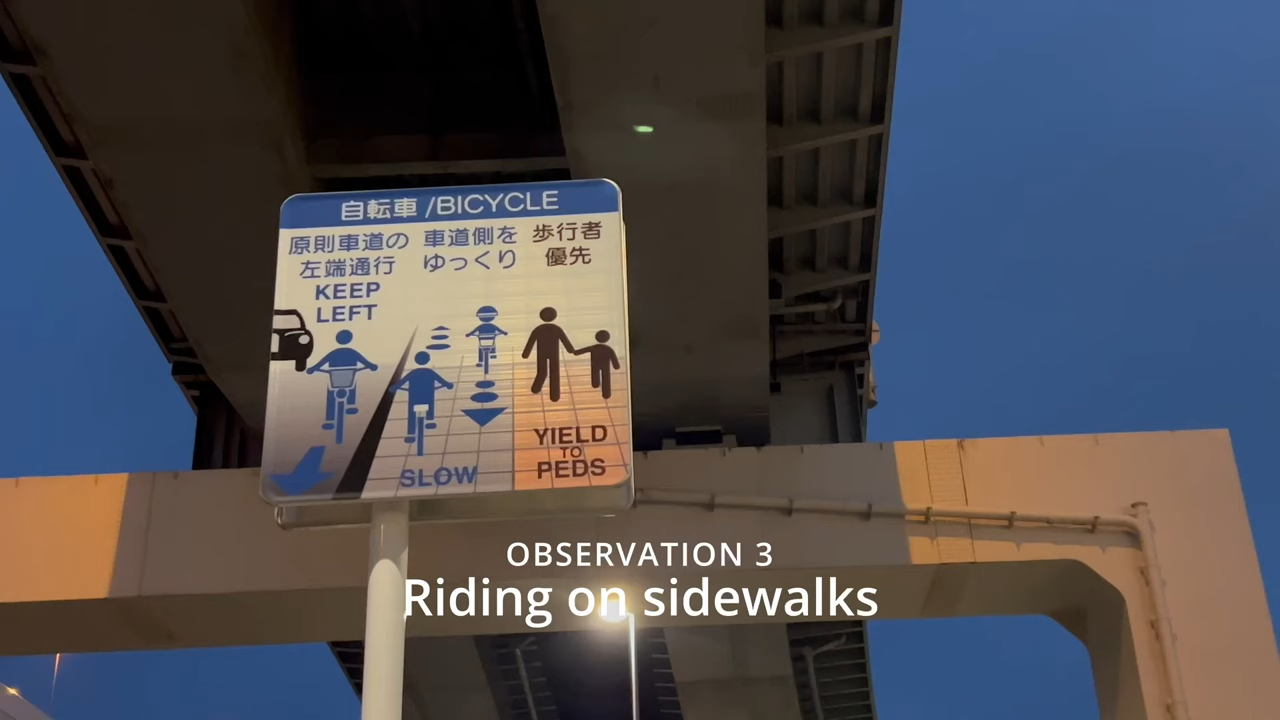 自転車 /BICYCLE
原則車道の
左端通行
KEEP
LEFT
車道側を
ゆっくり
SLOW
歩行者
優先
YIELD
TO
PEDS
OBSERVATION 3
Riding on sidewalks